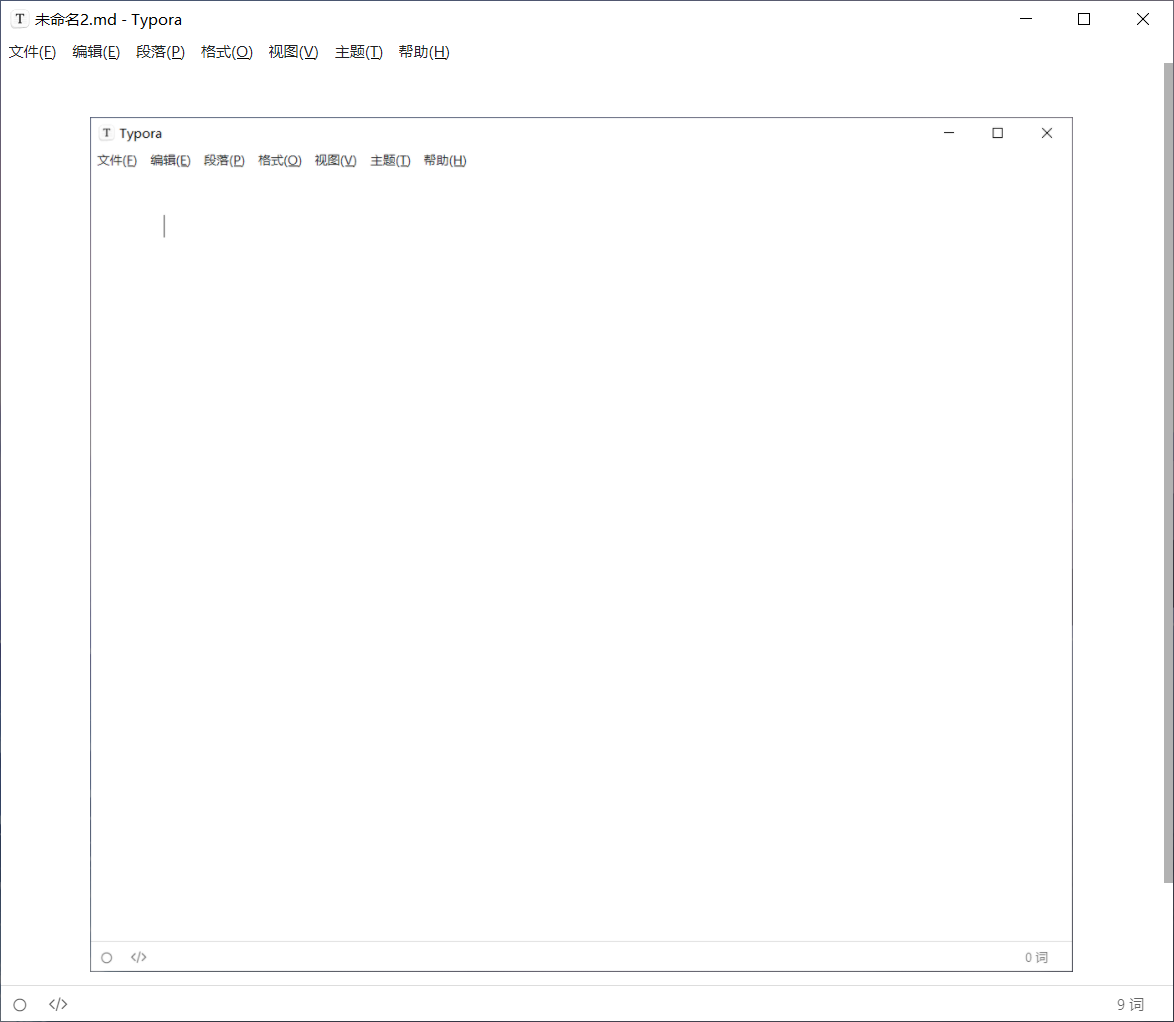 T 未命名2.md - Typora
文件(F) 编辑(E) 段落(P) 格式(O) 视图(V) 主题(T) 帮助(H)
T Typora
文件(F) 编辑(E) 段落(P) 格式(O) 视图(V) 主题(T) 帮助(H)
</> 0 词
</> 9 词